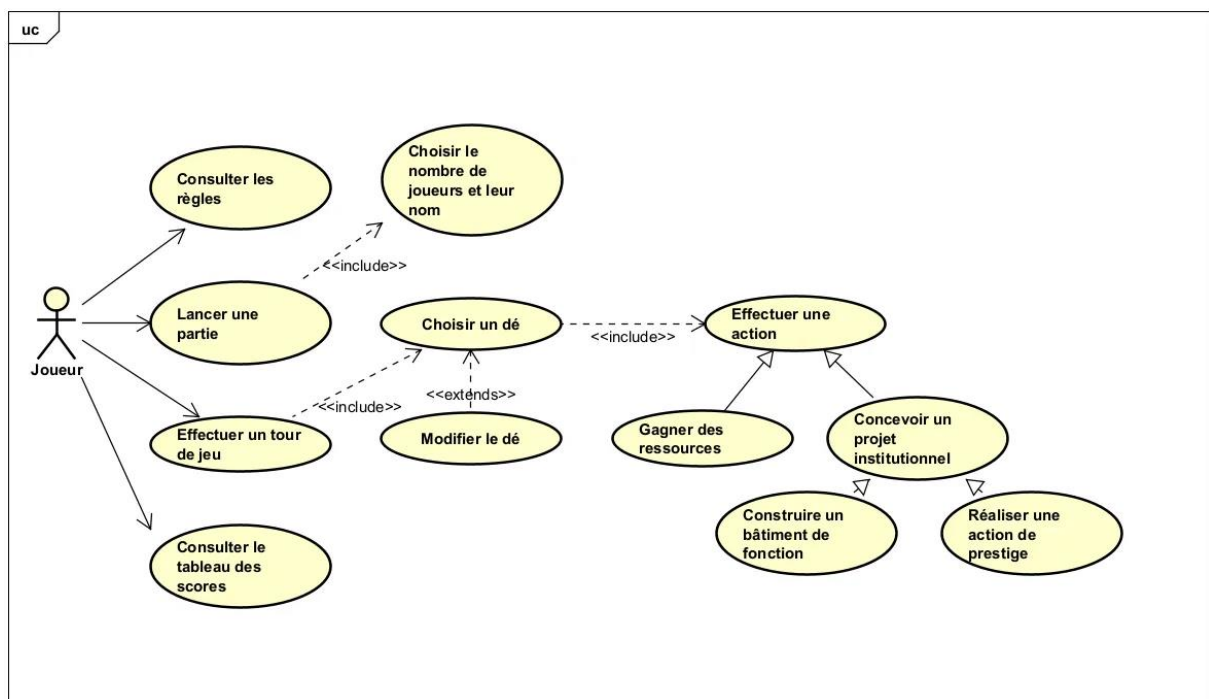 uc
Consulter les
règles
Choisir le
nombre de
joueurs et leur
nom
<<include>>
Lancer une
partie
Joueur
Choisir un dé
<<include>>
Effectuer une
action
<<include>>
<<extends>>
Effectuer un tour
de jeu
Modifier le dé
Gagner des
ressources
Concevoir un
projet
institutionnel
Construire un
bâtiment de
fonction
Réaliser une
action de
prestige
Consulter le
tableau des
scores